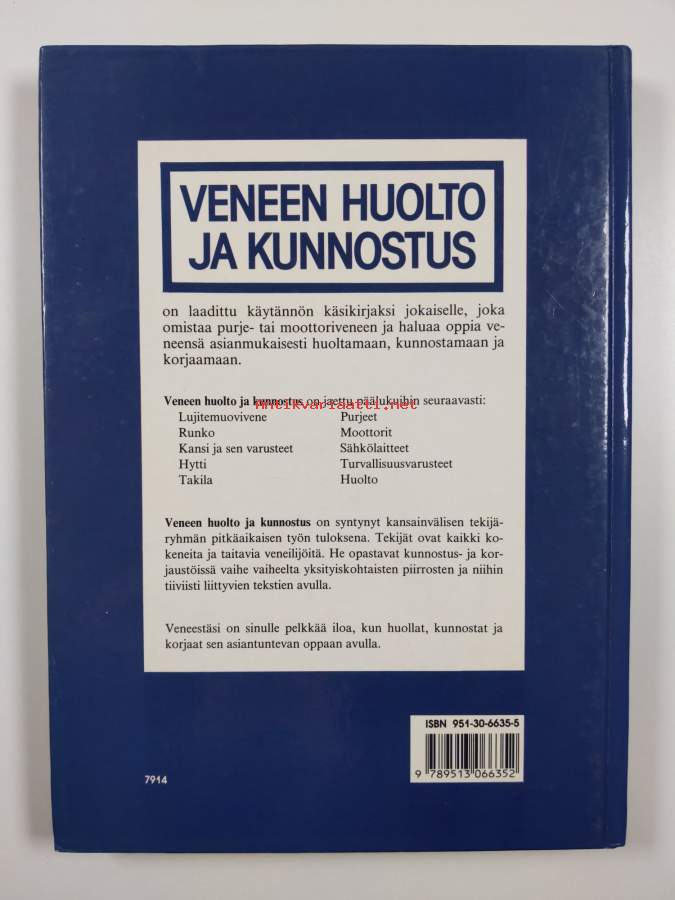 VENEEN HUOLTO
JA KUNNOSTUS
on laadittu käytännön käsikirjaksi jokaiselle, joka
omistaa purje- tai moottoriveneen ja haluaa oppia ve-
neensä asianmukaisesti huoltamaan, kunnostamaan ja
korjaamaan.
Veneen huolto ja kunnostus on jaettu päälukuihin seuraavasti:
Antikvariaatti.net
Lujitemuovivene Purjeet
Runko Moottorit
Kansi ja sen varusteet Sähkölaitteet
Hytti Turvallisuusvarusteet
Takila Huolto
Veneen huolto ja kunnostus on syntynyt kansainvälisen tekijä-
ryhmän pitkäaikaisen työn tuloksena. Tekijät ovat kaikki ko-
keneita ja taitavia veneilijöitä. He opastavat kunnostus- ja kor-
jaustöissä vaihe vaiheelta yksityiskohtaisten piirrosten ja niihin
tiiviisti liittyvien tekstien avulla.
Veneestäsi on sinulle pelkkää iloa, kun huollat, kunnostat ja
korjaat sen asiantuntevan oppaan avulla.
ISBN 951-30-6635-5
9 789513 066352
7914